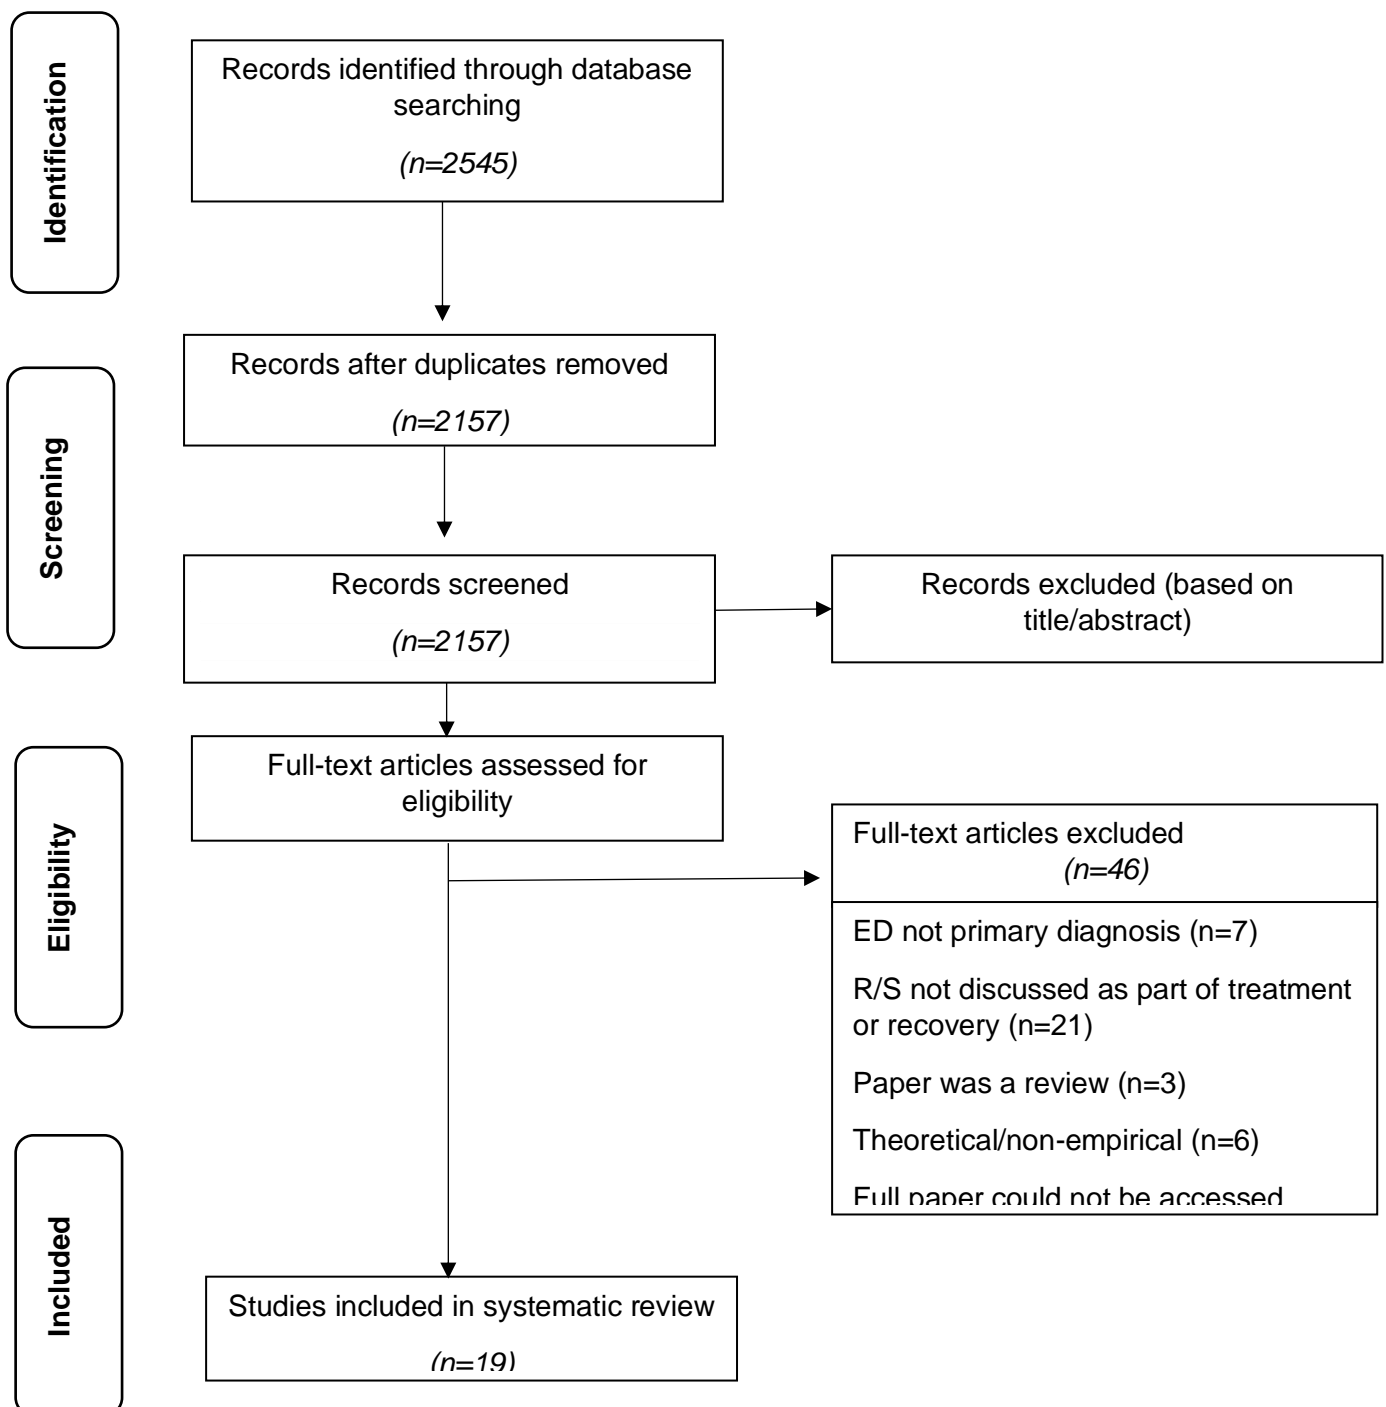 Identification
Records identified through database
searching
(n=2545)
Records after duplicates removed
(n=2157)
Screening
Records screened
(n=2157)
Records excluded (based on
title/abstract)
Full-text articles assessed for
eligibility
Eligibility
Full-text articles excluded
(n=46)
ED not primary diagnosis (n=7)
R/S not discussed as part of treatment
or recovery (n=21)
Paper was a review (n=3)
Theoretical/non-empirical (n=6)
Full paper could not be accessed
Included
Studies included in systematic review
(n=19)